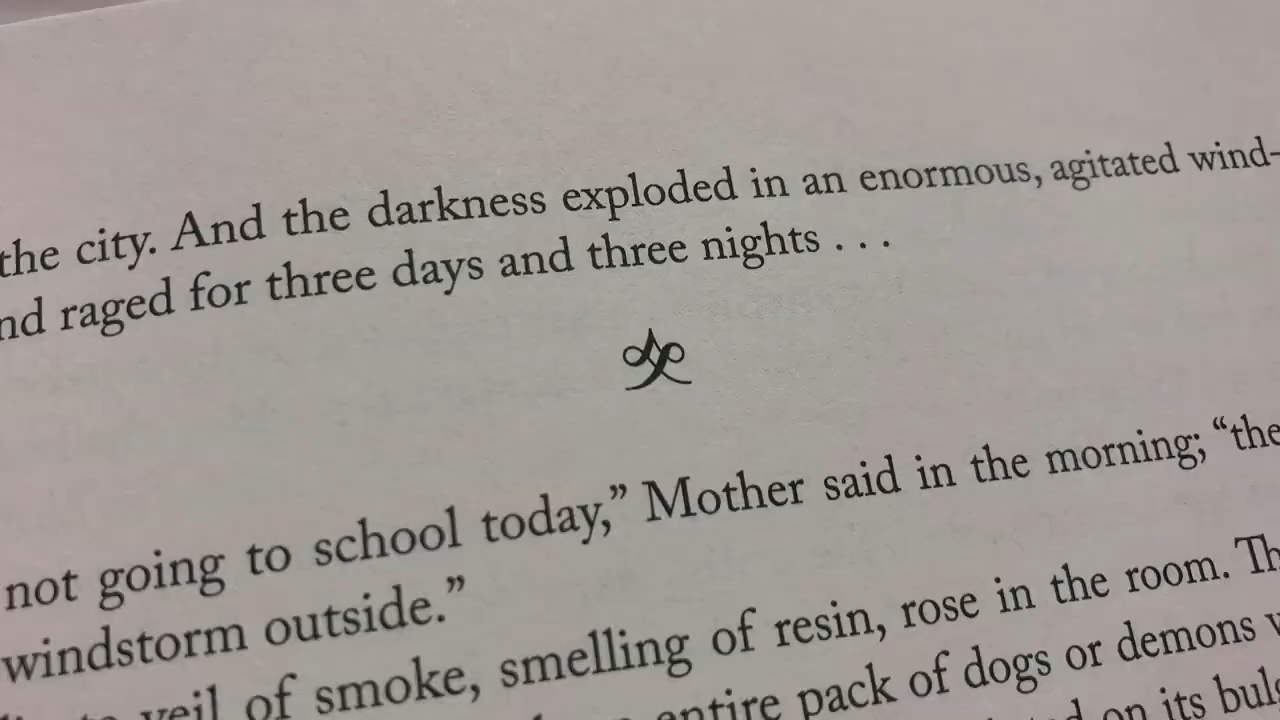 the city. And the darkness exploded in an enormous, agitated wind-
nd raged for three days and three nights . . .
not going to school today,” Mother said in the morning; “the
windstorm outside.”
veil of smoke, smelling of resin, rose in the room. Th
entire pack of dogs or demons
on its